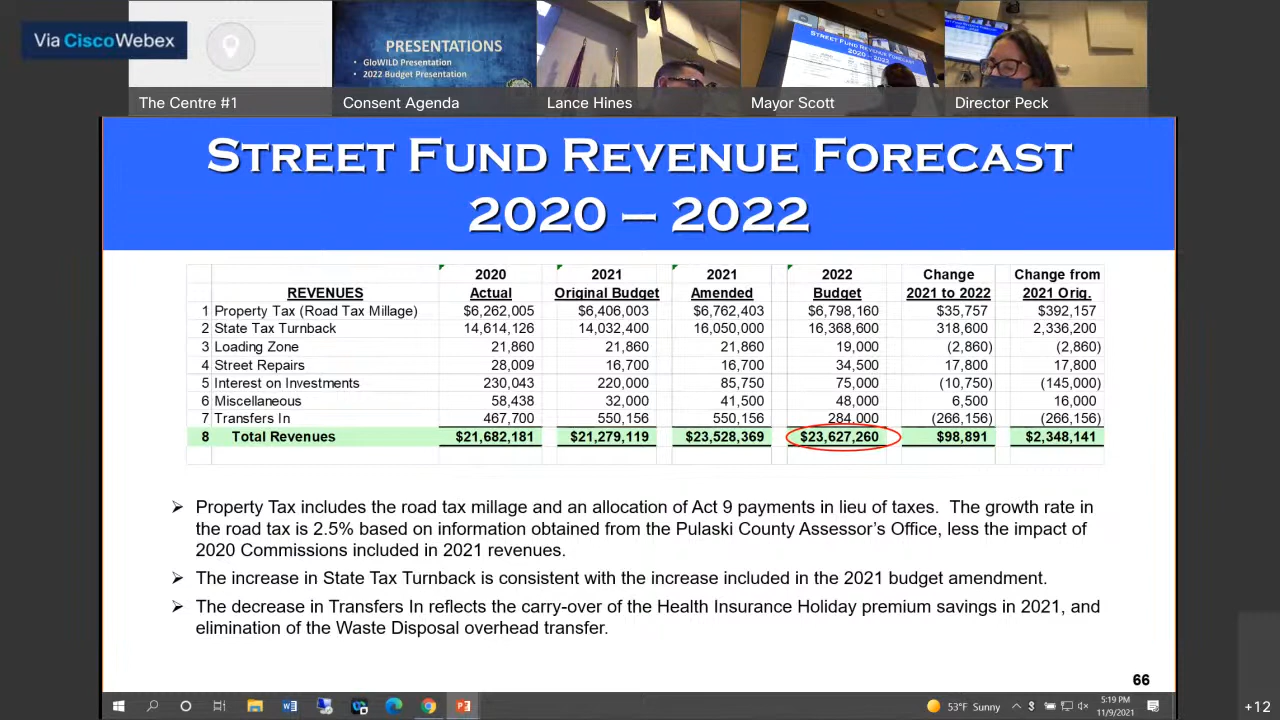 Via CiscoWebex
PRESENTATIONS
• GloWILD Presentation
• 2022 Budget Presentation
STREET FUND REVENUE FORECAST
2020 – 2022
The Centre #1
Consent Agenda
Lance Hines
Mayor Scott
Director Peck
STREET FUND REVENUE FORECAST
2020 – 2022
2020 2021 2021 2022 Change Change from
REVENUES Actual Original Budget Amended Budget 2021 to 2022 2021 Orig.
1 Property Tax (Road Tax Millage) $6,262,005 $6,406,003 $6,762,403 $6,798,160 $35,757 $392,157
2 State Tax Turnback 14,614,126 14,032,400 16,050,000 16,368,600 318,600 2,336,200
3 Loading Zone 21,860 21,860 21,860 19,000 (2,860) (2,860)
4 Street Repairs 28,009 16,700 16,700 34,500 17,800 17,800
5 Interest on Investments 230,043 220,000 85,750 75,000 (10,750) (145,000)
6 Miscellaneous 58,438 32,000 41,500 48,000 6,500 16,000
7 Transfers In 467,700 550,156 550,156 284,000 (266,156) (266,156)
8 Total Revenues $21,682,181 $21,279,119 $23,528,369 $23,627,260 $98,891 $2,348,141
➢ Property Tax includes the road tax millage and an allocation of Act 9 payments in lieu of taxes. The growth rate in
the road tax is 2.5% based on information obtained from the Pulaski County Assessor's Office, less the impact of
2020 Commissions included in 2021 revenues.
➢ The increase in State Tax Turnback is consistent with the increase included in the 2021 budget amendment.
➢ The decrease in Transfers In reflects the carry-over of the Health Insurance Holiday premium savings in 2021, and
elimination of the Waste Disposal overhead transfer.
66
53°F Sunny
5:19 PM
11/9/2021
+12